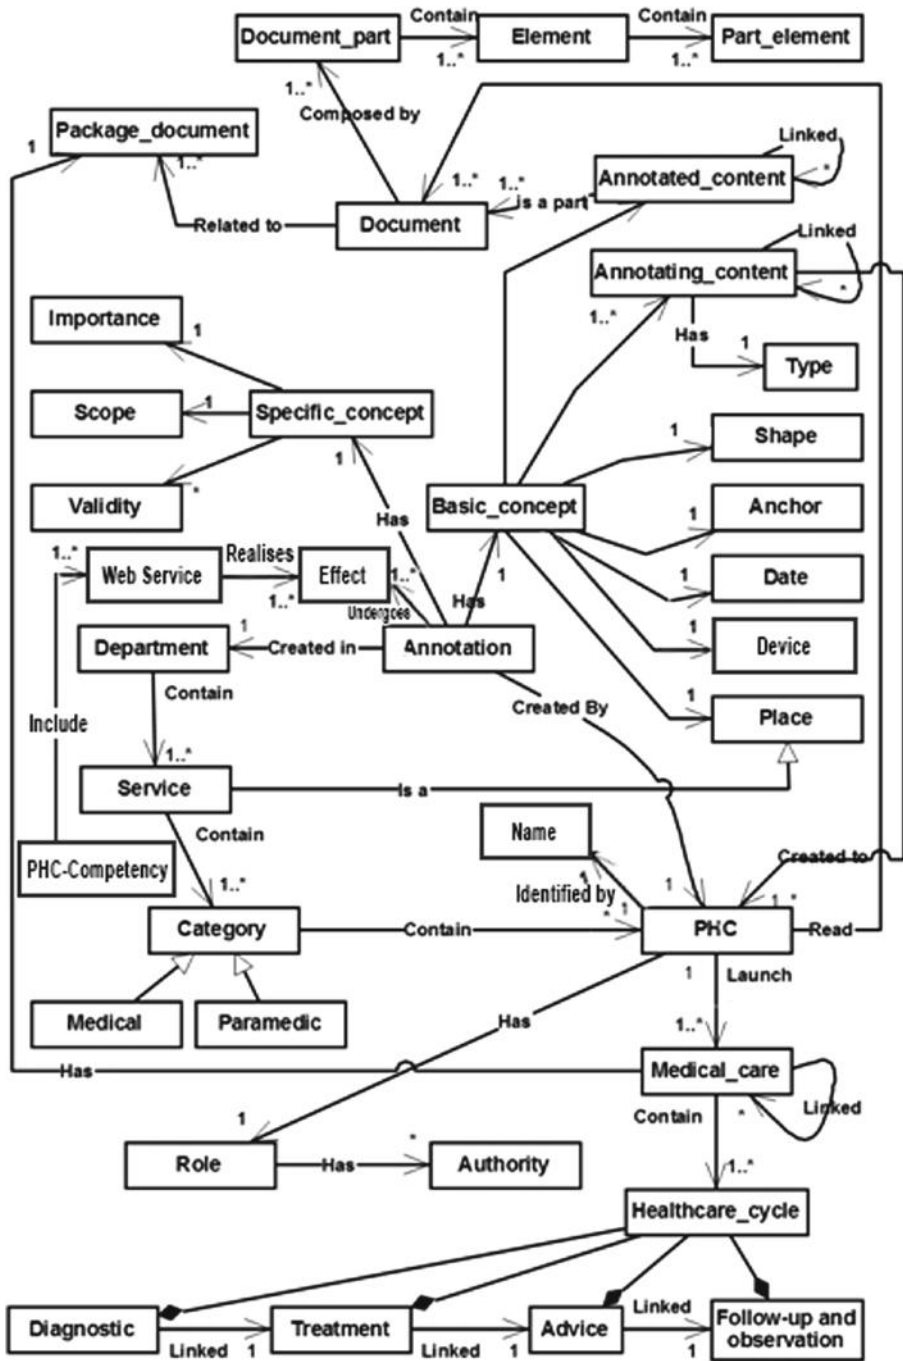 Document_part
Contain
1..*
Element
Contain
1..*
Part_element
1..*
Composed by
Package_document
1
1..*
Related to
Document
1..*
1..*
is a part
Annotated_content
Linked
*
Annotating_content
Linked
*
1..*
Has
1
Type
Importance
1
Scope
1
Specific_concept
Validity
*
1
Has
Basic_concept
1
Shape
1
Anchor
1
Date
1
Device
1
Place
1..*
Web Service
Realises
1..*
Effect
1..*
Undergoes
Has
1
Department
1
Created in
Annotation
Contain
Created By
Include
1..*
Service
Is a
Contain
Name
PHC-Competency
1
Identified by
Created to
1..*
Category
Contain
*
1
1
PHC
1..*
Read
Medical
Paramedic
1
Launch
Has
1..*
Has
Medical_care
Linked
*
Contain
1
Role
Has
*
Authority
1..*
Healthcare_cycle
Diagnostic
Linked
1
Treatment
Linked
1
Advice
Linked
1
Follow-up and
observation